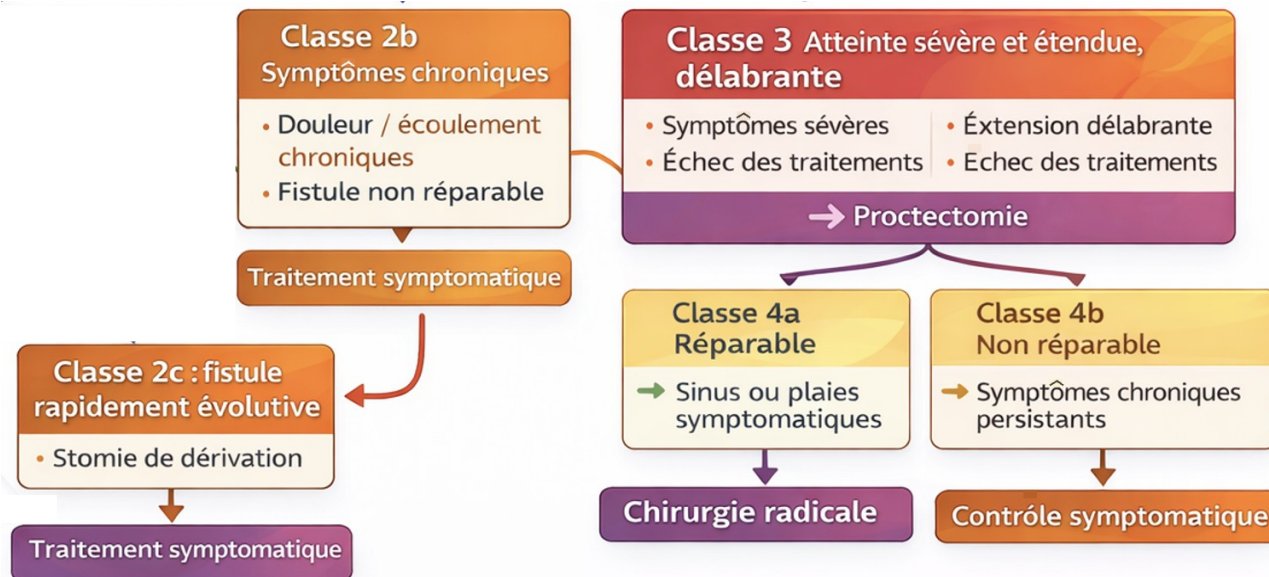 Classe 2b
Symptômes chroniques
• Douleur / écoulement
chroniques
• Fistule non réparable
Traitement symptomatique
Classe 2c : fistule
rapidement évolutive
• Stomie de dérivation
Traitement symptomatique
Classe 3 Atteinte sévère et étendue,
délabrante
• Symptômes sévères
• Échec des traitements
• Éxtension délabrante
• Echec des traitements
→ Proctectomie
Classe 4a
Réparable
→ Sinus ou plaies
symptomatiques
Chirurgie radicale
Classe 4b
Non réparable
→ Symptômes chroniques
persistants
Contróle symptomatique